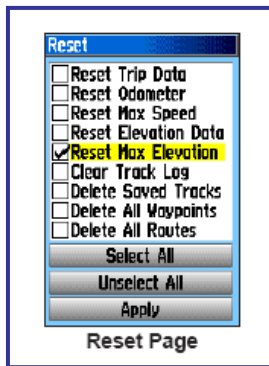 Reset
Reset Trip Data
Reset Odometer
Reset Max Speed
Reset Elevation Data
Reset Max Elevation
Clear Track Log
Delete Saved Tracks
Delete All Waypoints
Delete All Routes
Select All
Unselect All
Apply
Reset Page